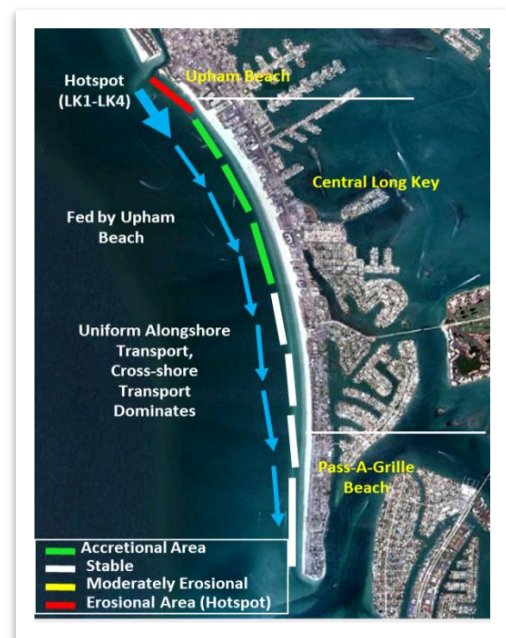 Upham Beach
Hotspot
(LK1-LK4)
Central Long Key
Fed by Upham
Beach
Uniform Alongshore
Transport,
Cross-shore
Transport
Dominates
Pass-A-Grille
Beach
Accretional Area
Stable
Moderately Erosional
Erosional Area (Hotspot)